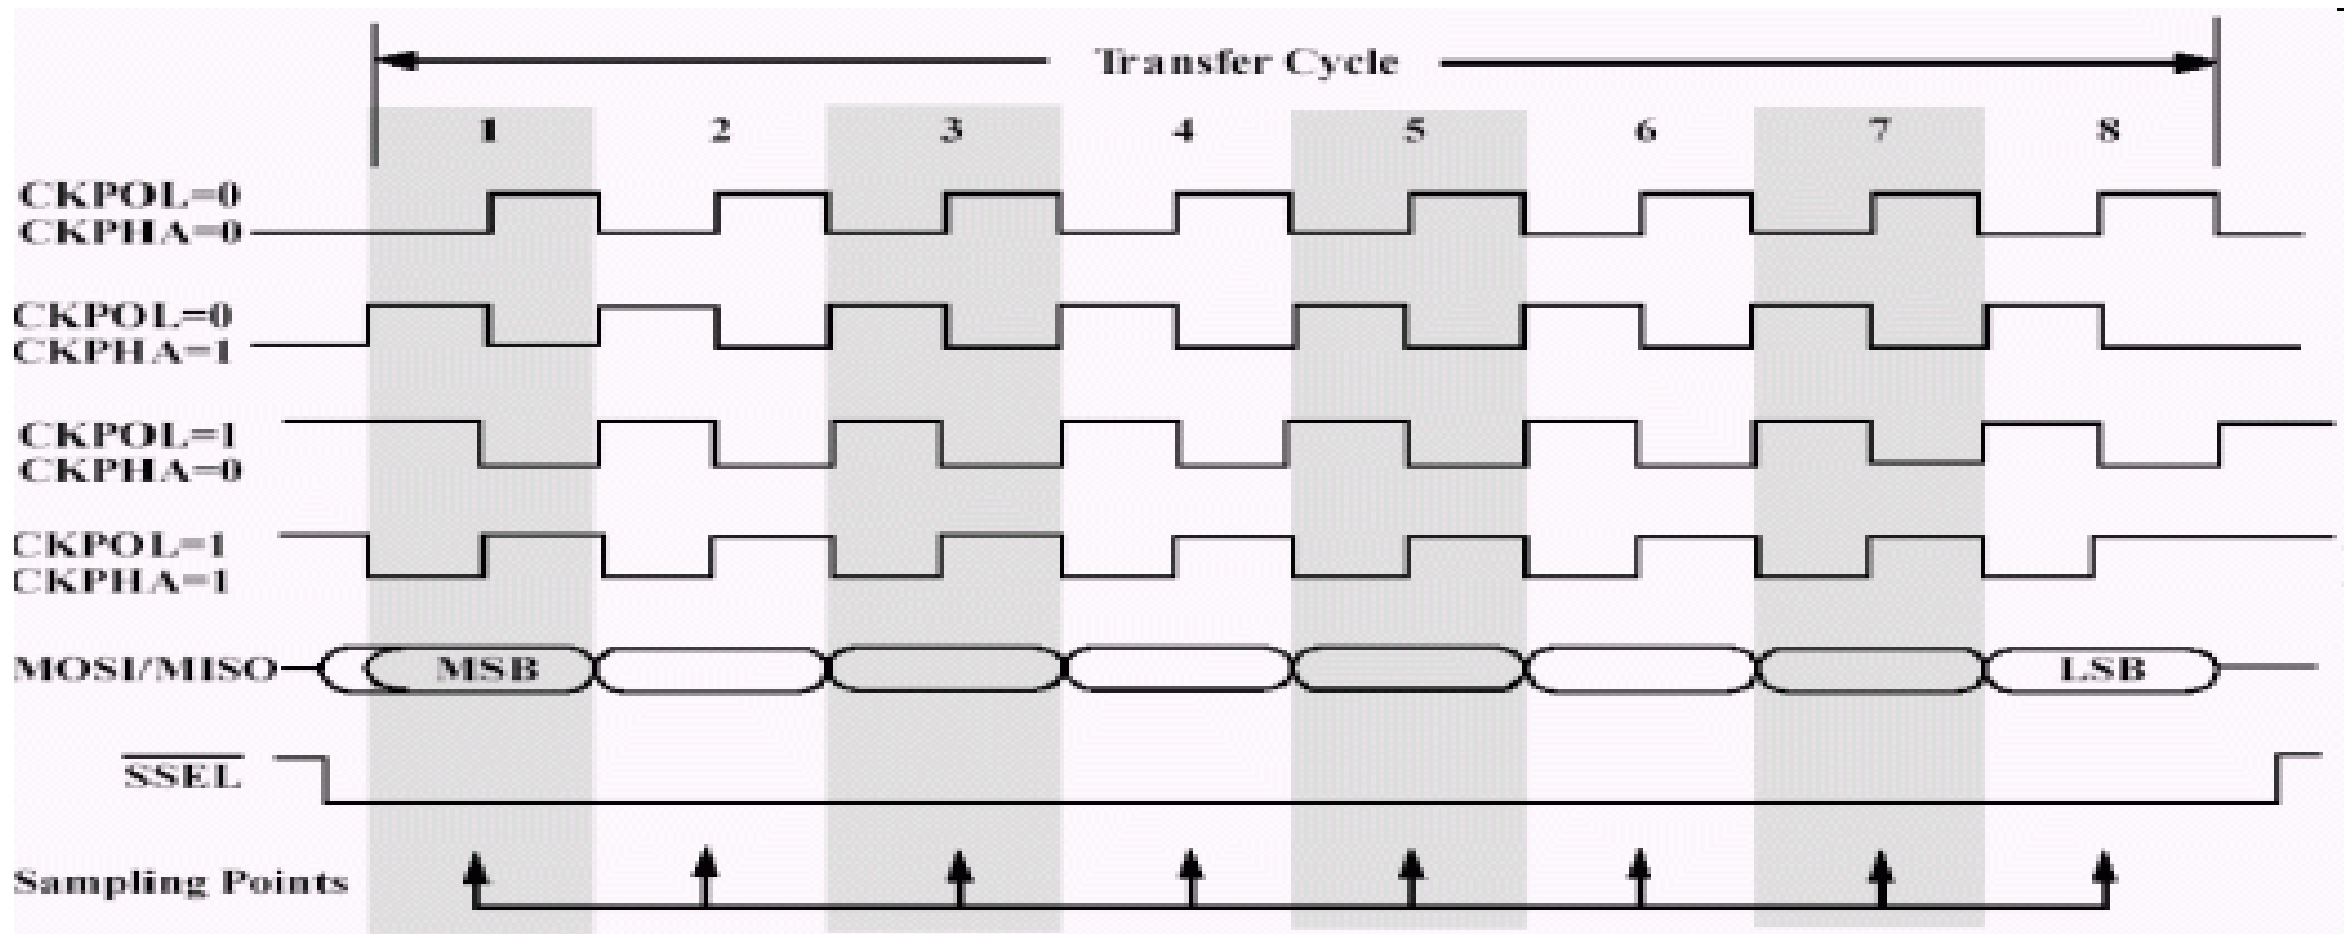 Transfer Cycle
1 2 3 4 5 6 7 8
CKPOL=0
CKPHA=0
CKPOL=0
CKPHA=1
CKPOL=1
CKPHA=0
CKPOL=1
CKPHA=1
MOSI/MISO MSB LSB
SSEL
Sampling Points